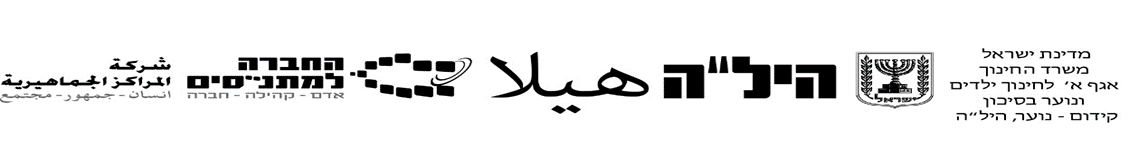 מדינת ישראל
משרד החינוך
אגף א' לחינוך ילדים
ונוער בסיכון
קידום - נוער, היל"ה
ישראל
היל"ה
هيلا
החברה
למתנ"סים
אדם - קהילה - חברה
شركة
المراكز الجماهيرية
انسان - جمهور - مجتمع